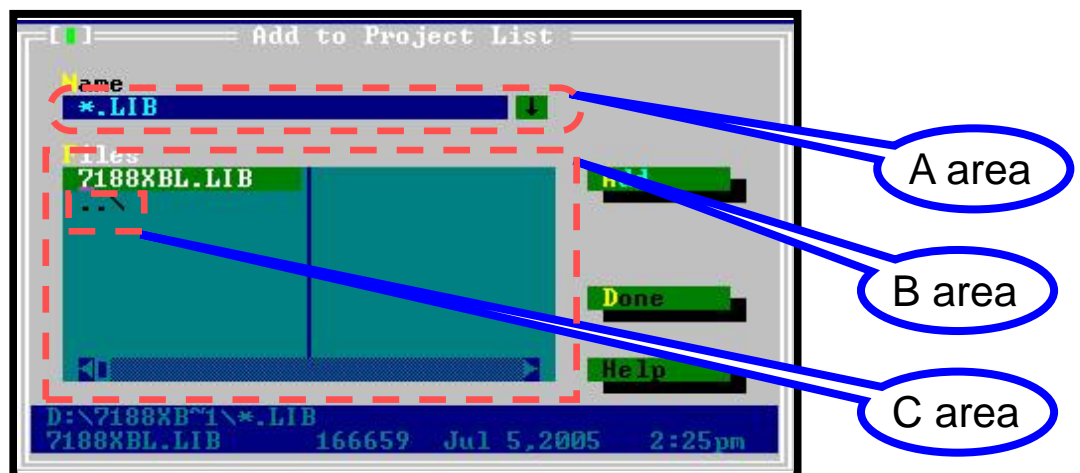 [▮] Add to Project List
Name
*.LIB
↓
Files
7188XBL.LIB
..\
Add
Done
Help
D:\7188XB~1\*.LIB
7188XBL.LIB 166659 Jul 5,2005 2:25pm
A area
B area
C area